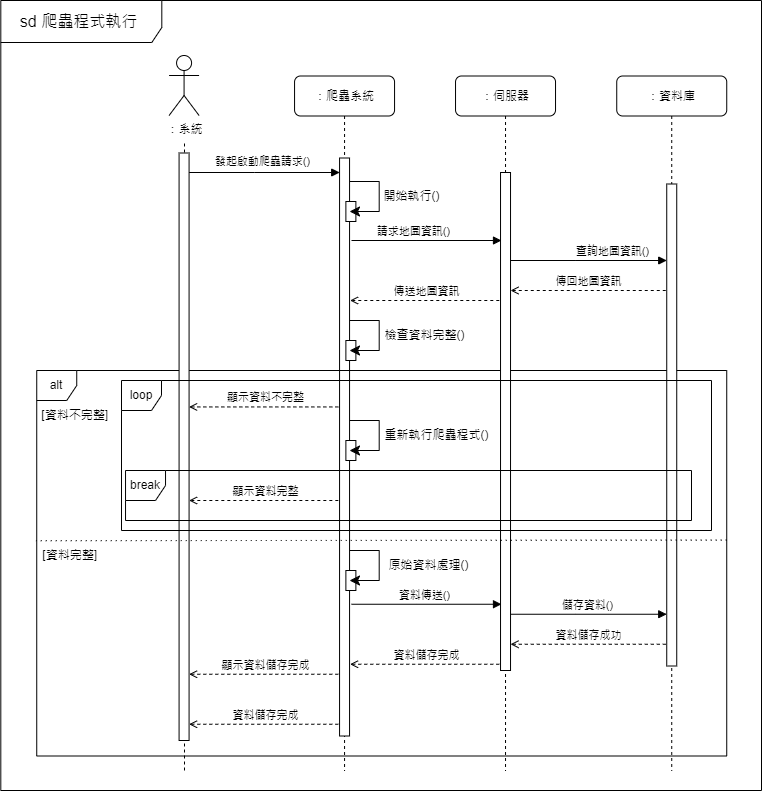 sd 爬蟲程式執行
：系統
：爬蟲系統
：伺服器
：資料庫
發起啟動爬蟲請求()
開始執行()
請求地圖資訊()
查詢地圖資訊()
傳回地圖資訊
傳送地圖資訊
檢查資料完整()
alt
loop
顯示資料不完整
[資料不完整]
重新執行爬蟲程式()
break
顯示資料完整
[資料完整]
原始資料處理()
資料傳送()
儲存資料()
資料儲存成功
資料儲存完成
顯示資料儲存完成
資料儲存完成